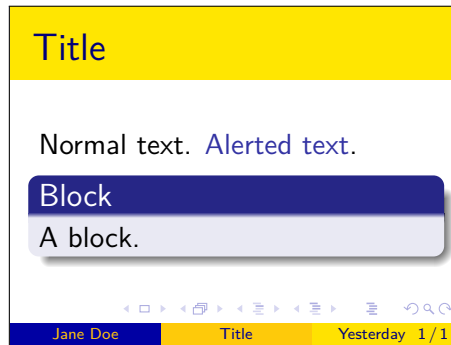 Title
Normal text. Alerted text.
Block
A block.
Jane Doe Title Yesterday 1/1